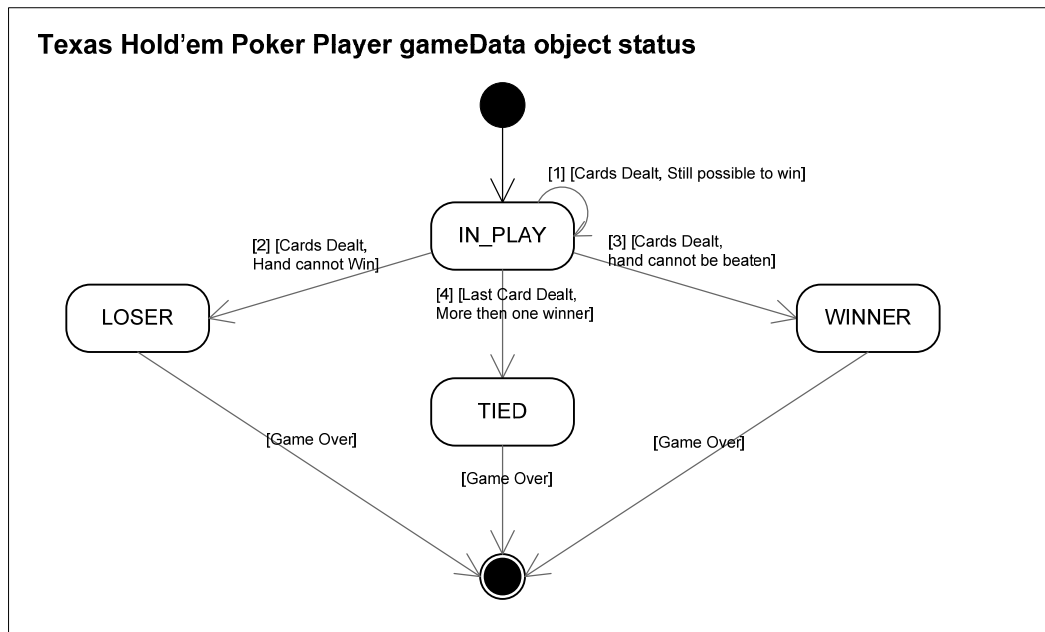 Texas Hold’em Poker Player gameData object status
[1] [Cards Dealt, Still possible to win]
IN_PLAY
[2] [Cards Dealt,
Hand cannot Win]
[3] [Cards Dealt,
hand cannot be beaten]
[4] [Last Card Dealt,
More then one winner]
LOSER
WINNER
TIED
[Game Over]
[Game Over]
[Game Over]